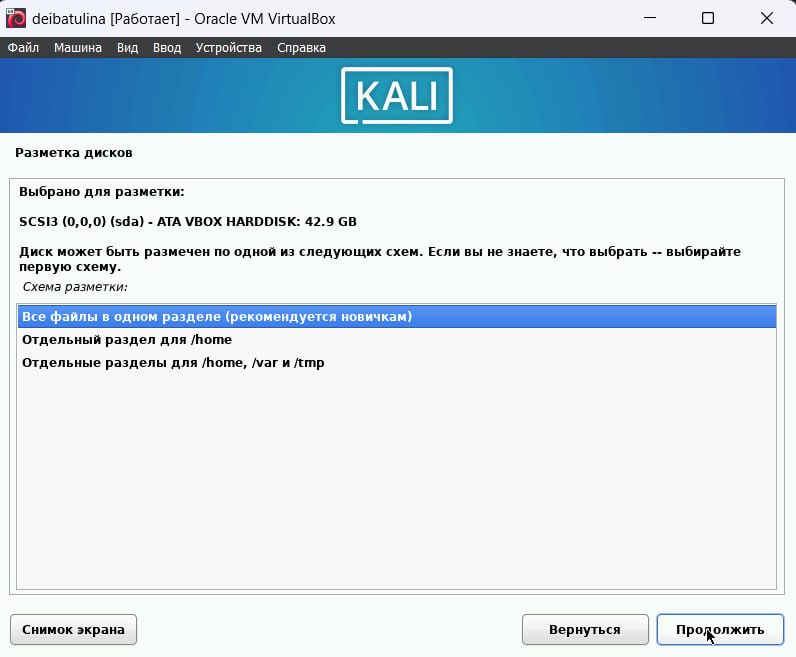 deibatulina [Работает] - Oracle VM VirtualBox
Файл Машина Вид Ввод Устройства Справка
KALI
Разметка дисков
Выбрано для разметки:
SCSI3 (0,0,0) (sda) - ATA VBOX HARDDISK: 42.9 GB
Диск может быть размечен по одной из следующих схем. Если вы не знаете, что выбрать -- выбирайте
первую схему.
Схема разметки:
Все файлы в одном разделе (рекомендуется новичкам)
Отдельный раздел для /home
Отдельные разделы для /home, /var и /tmp
Снимок экрана Вернуться Продолжить